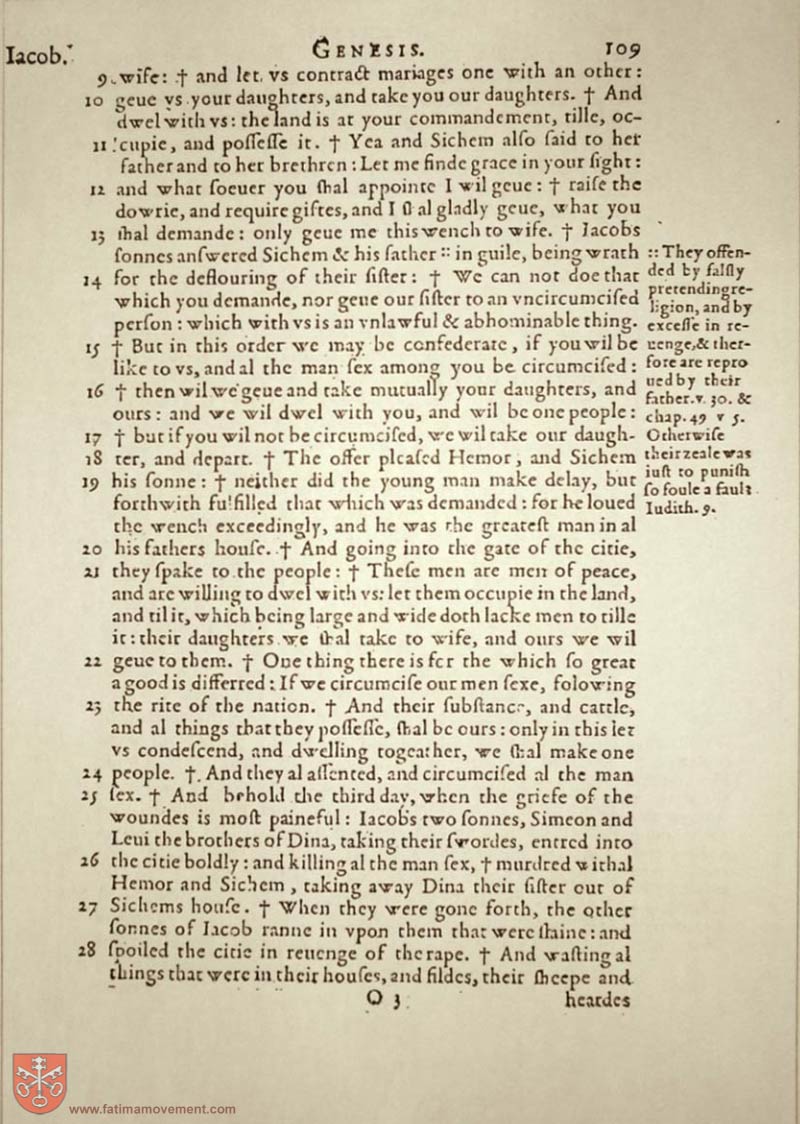 Iacob.
GENESIS.
109
9 wife: † and let vs contract mariages one with an other:
10 geue vs your daughters, and take you our daughters. † And
dwel with vs: the land is at your commandement, tille, oc-
11 cupie, and poſſeſſe it. † Yea and Sichem alſo ſaid to her
father and to her brethren: Let me finde grace in your ſight:
12 and what ſoeuer you ſhal appointe I wil geue: † raiſe the
dowrie, and require giftes, and I ſhal gladly geue, what you
13 ſhal demande: only geue me this wench to wife. † Iacobs
ſonnes anſwered Sichem & his father :: in guile, being wrath
14 for the deflouring of their ſiſter: † We can not doe that
which you demande, nor geue our ſiſter to an vncircumciſed
perſon: which with vs is an vnlawful & abhominable thing.
15 † But in this order we may be confederate, if you wil be
like to vs, and al the man ſex among you be circumciſed:
16 † then wil we geue and take mutually your daughters, and
ours: and we wil dwel with you, and wil be one people:
17 † but if you wil not be circumciſed, we wil take our daugh-
18 ter, and depart. † The offer pleaſed Hemor, and Sichem
19 his ſonne: † neither did the young man make delay, but
forthwith fulfilled that which was demanded: for he loued
the wench exceedingly, and he was the greateſt man in al
20 his fathers houſe. † And going into the gate of the citie,
21 they ſpake to the people: † Theſe men are men of peace,
and are willing to dwel with vs: let them occupie in the land,
and til it, which being large and wide doth lacke men to tille
it: their daughters we ſhal take to wife, and ours we wil
22 geue to them. † One thing there is for the which ſo great
a good is differred: If we circumciſe our men ſexe, folowing
23 the rite of the nation. † And their ſubſtance, and cattle,
and al things that they poſſeſſe, ſhal be ours: only in this let
vs condeſcend, and dwelling togeather, we ſhal make one
24 people. † And they al aſſented, and circumciſed al the man
25 ſex. † And behold the third day, when the griefe of the
woundes is moſt paineful: Iacobs two ſonnes, Simeon and
Leui the brothers of Dina, taking their ſwordes, entred into
26 the citie boldly: and killing al the man ſex, † murdred withal
Hemor and Sichem, taking away Dina their ſiſter out of
27 Sichems houſe. † When they were gone forth, the other
ſonnes of Iacob ranne in vpon them that were ſlaine: and
28 ſpoiled the citie in reuenge of the rape. † And waſting al
things that were in their houſes, and fildes, their ſheepe and
O 3
heardes
:: They offen-
ded by falſly
pretending re-
ligion, and by
exceſſe in re-
uenge, & ther-
fore are repro
ued by their
father. v. 30. &
chap. 49 v 5.
Otherwiſe
their zeale was
iuſt to puniſh
ſo foule a fault
Iudith. 9.
www.fatimamovement.com